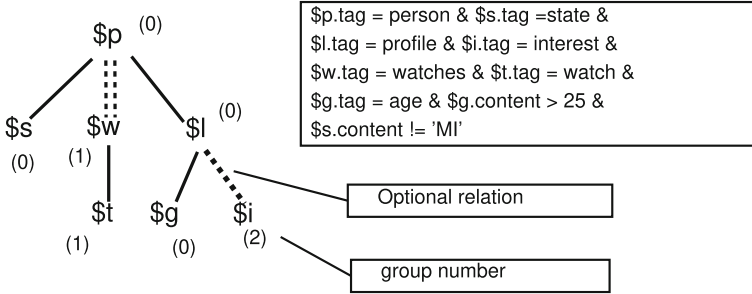 $p (0)
$p.tag = person & $s.tag =state &
$l.tag = profile & $i.tag = interest &
$w.tag = watches & $t.tag = watch &
$g.tag = age & $g.content > 25 &
$s.content != 'MI'
$s $w $l (0)
(0) (1)
$t $g $i
(1) (0) (2)
Optional relation
group number